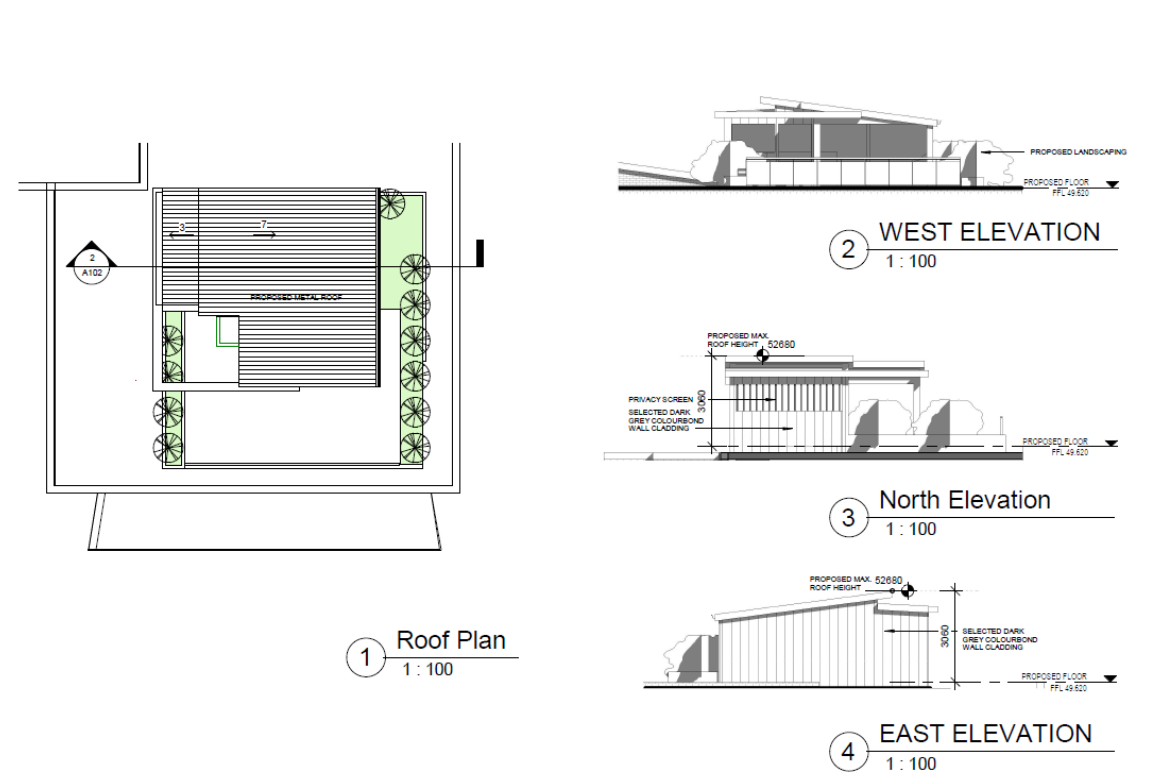 3
7
2
A102
PROPOSED METAL ROOF
1
Roof Plan
1 : 100
PROPOSED LANDSCAPING
PROPOSED FLOOR
FFL 49.620
2
WEST ELEVATION
1 : 100
PROPOSED MAX.
ROOF HEIGHT
52680
3060
PRIVACY SCREEN
SELECTED DARK
GREY COLOURBOND
WALL CLADDING
PROPOSED FLOOR
FFL 49.620
3
North Elevation
1 : 100
PROPOSED MAX.
ROOF HEIGHT
52680
3060
SELECTED DARK
GREY COLOURBOND
WALL CLADDING
PROPOSED FLOOR
FFL 49.620
4
EAST ELEVATION
1 : 100